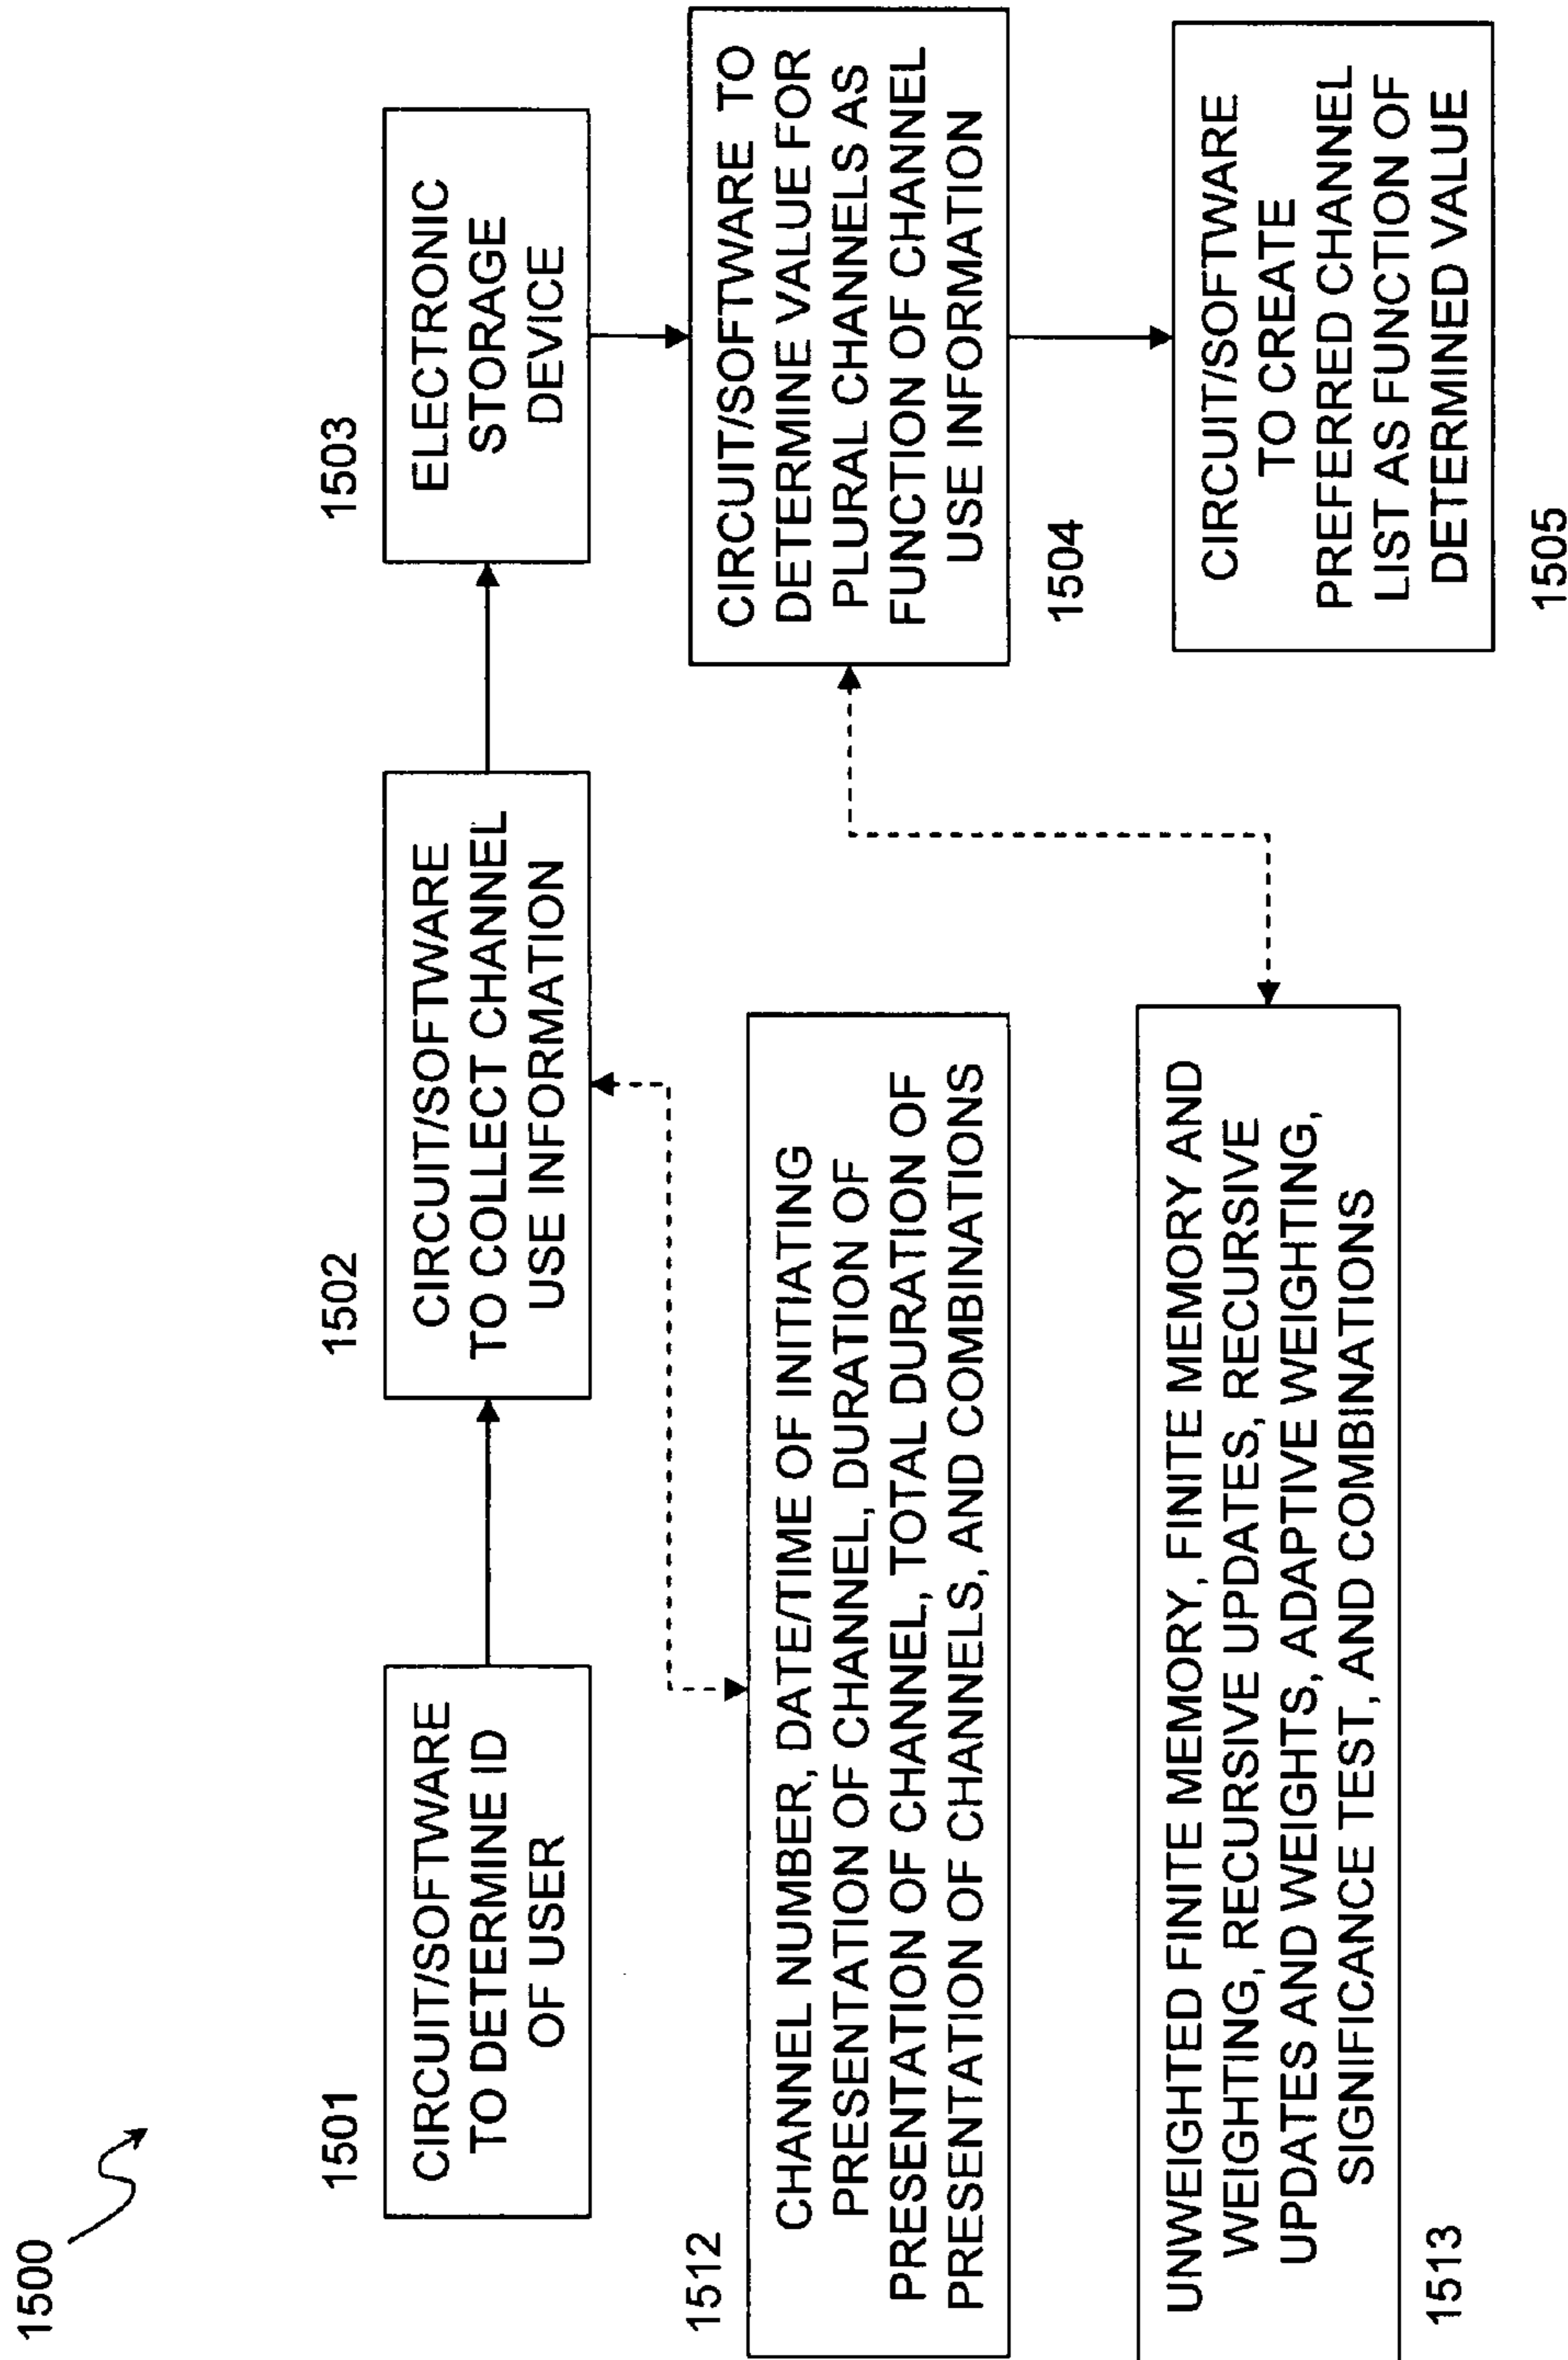 1500
1501
CIRCUIT/SOFTWARE
TO DETERMINE ID
OF USER
1502
CIRCUIT/SOFTWARE
TO COLLECT CHANNEL
USE INFORMATION
1503
ELECTRONIC
STORAGE
DEVICE
1512
CHANNEL NUMBER, DATE/TIME OF INITIATING
PRESENTATION OF CHANNEL, DURATION OF
PRESENTATION OF CHANNEL, TOTAL DURATION OF
PRESENTATION OF CHANNELS, AND COMBINATIONS
CIRCUIT/SOFTWARE TO
DETERMINE VALUE FOR
PLURAL CHANNELS AS
FUNCTION OF CHANNEL
USE INFORMATION
1504
UNWEIGHTED FINITE MEMORY, FINITE MEMORY AND
WEIGHTING, RECURSIVE UPDATES, RECURSIVE
UPDATES AND WEIGHTS, ADAPTIVE WEIGHTING,
SIGNIFICANCE TEST, AND COMBINATIONS
1513
CIRCUIT/SOFTWARE
TO CREATE
PREFERRED CHANNEL
LIST AS FUNCTION OF
DETERMINED VALUE
1505